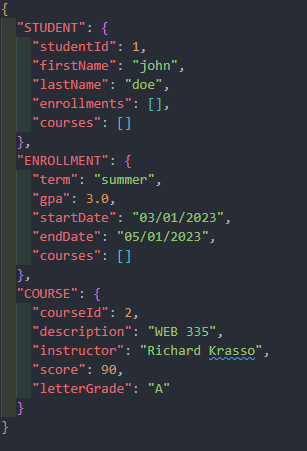 {
  "STUDENT": {
    "studentId": 1,
    "firstName": "john",
    "lastName": "doe",
    "enrollments": [],
    "courses": []
  },
  "ENROLLMENT": {
    "term": "summer",
    "gpa": 3.0,
    "startDate": "03/01/2023",
    "endDate": "05/01/2023",
    "courses": []
  },
  "COURSE": {
    "courseId": 2,
    "description": "WEB 335",
    "instructor": "Richard Krasso",
    "score": 90,
    "letterGrade": "A"
  }
}